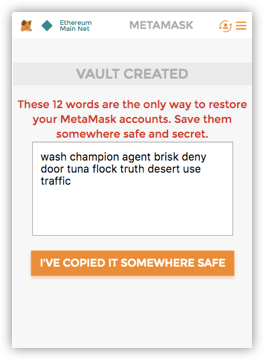 Ethereum
Main Net
METAMASK
VAULT CREATED
These 12 words are the only way to restore
your MetaMask accounts. Save them
somewhere safe and secret.
wash champion agent brisk deny
door tuna flock truth desert use
traffic
I'VE COPIED IT SOMEWHERE SAFE